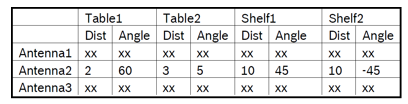 Table1 Table2 Shelf1 Shelf2
Dist Angle Dist Angle Dist Angle Dist Angle
Antenna1 xx xx xx xx xx xx xx xx
Antenna2 2 60 3 5 10 45 10 -45
Antenna3 xx xx xx xx xx xx xx xx